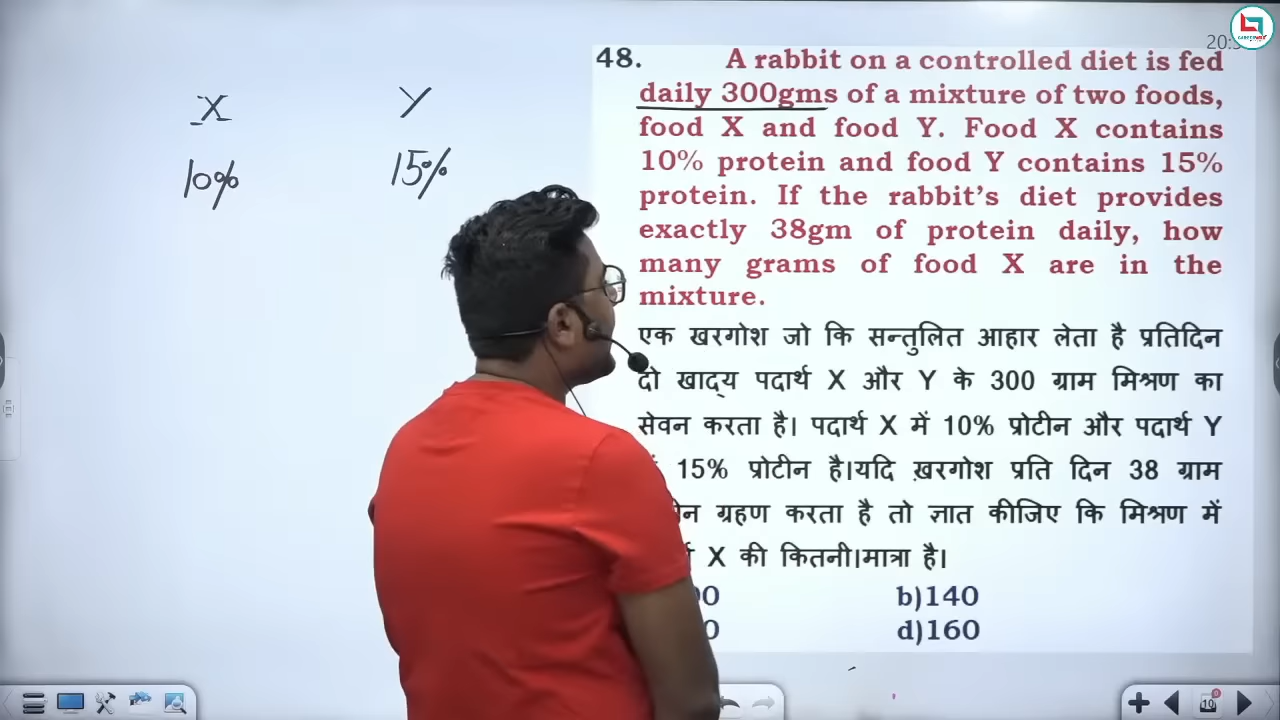 20:
X Y
10% 15%
48. A rabbit on a controlled diet is fed
daily 300gms of a mixture of two foods,
food X and food Y. Food X contains
10% protein and food Y contains 15%
protein. If the rabbit's diet provides
exactly 38gm of protein daily, how
many grams of food X are in the
mixture.
एक खरगोश जो कि सन्तुलित आहार लेता है प्रतिदिन
दो खाद्य पदार्थ X और Y के 300 ग्राम मिश्रण का
सेवन करता है। पदार्थ X में 10% प्रोटीन और पदार्थ Y
15% प्रोटीन है।यदि ख़रगोश प्रति दिन 38 ग्राम
ग्रहण करता है तो ज्ञात कीजिए कि मिश्रण में
X की कितनी।मात्रा है।
b)140
d)160
10